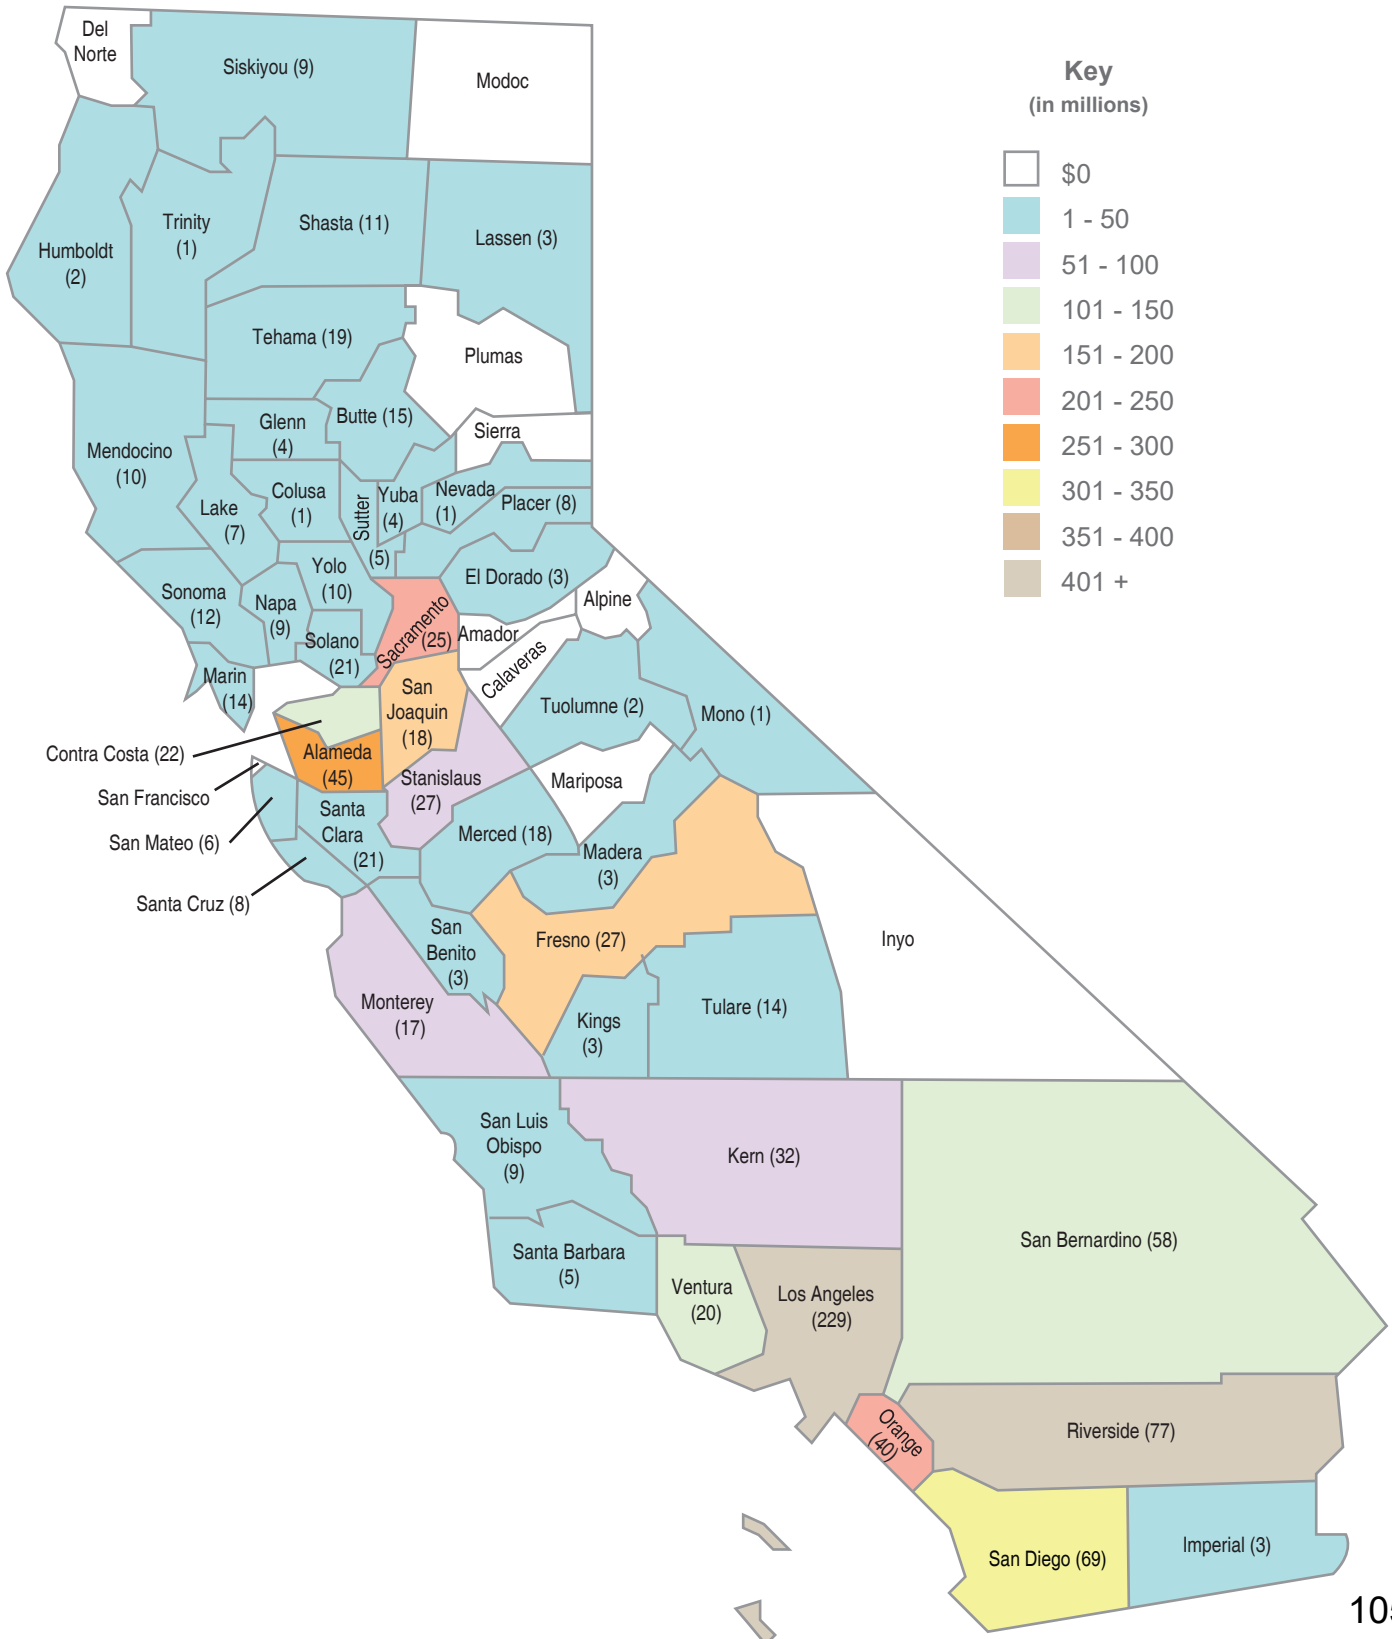 Del
Norte
Siskiyou (9)
Modoc
Key
(in millions)
$0
1 - 50
51 - 100
101 - 150
151 - 200
201 - 250
251 - 300
301 - 350
351 - 400
401 +
Humboldt
(2)
Trinity
(1)
Shasta (11)
Lassen (3)
Tehama (19)
Plumas
Mendocino
(10)
Glenn
(4)
Butte (15)
Sierra
Lake
(7)
Colusa
(1)
Sutter
(5)
Yuba
(4)
Nevada
(1)
Placer (8)
Sonoma
(12)
Napa
(9)
Yolo
(10)
El Dorado (3)
Alpine
Solano
(21)
Sacramento
(25)
Amador
Calaveras
Marin
(14)
San
Joaquin
(18)
Tuolumne (2)
Mono (1)
Contra Costa (22)
Alameda
(45)
Stanislaus
(27)
Mariposa
San Francisco
San Mateo (6)
Santa
Clara
(21)
Merced (18)
Madera
(3)
Santa Cruz (8)
San
Benito
(3)
Fresno (27)
Inyo
Monterey
(17)
Kings
(3)
Tulare (14)
San Luis
Obispo
(9)
Kern (32)
San Bernardino (58)
Santa Barbara
(5)
Ventura
(20)
Los Angeles
(229)
Orange
(40)
Riverside (77)
San Diego (69)
Imperial (3)
105